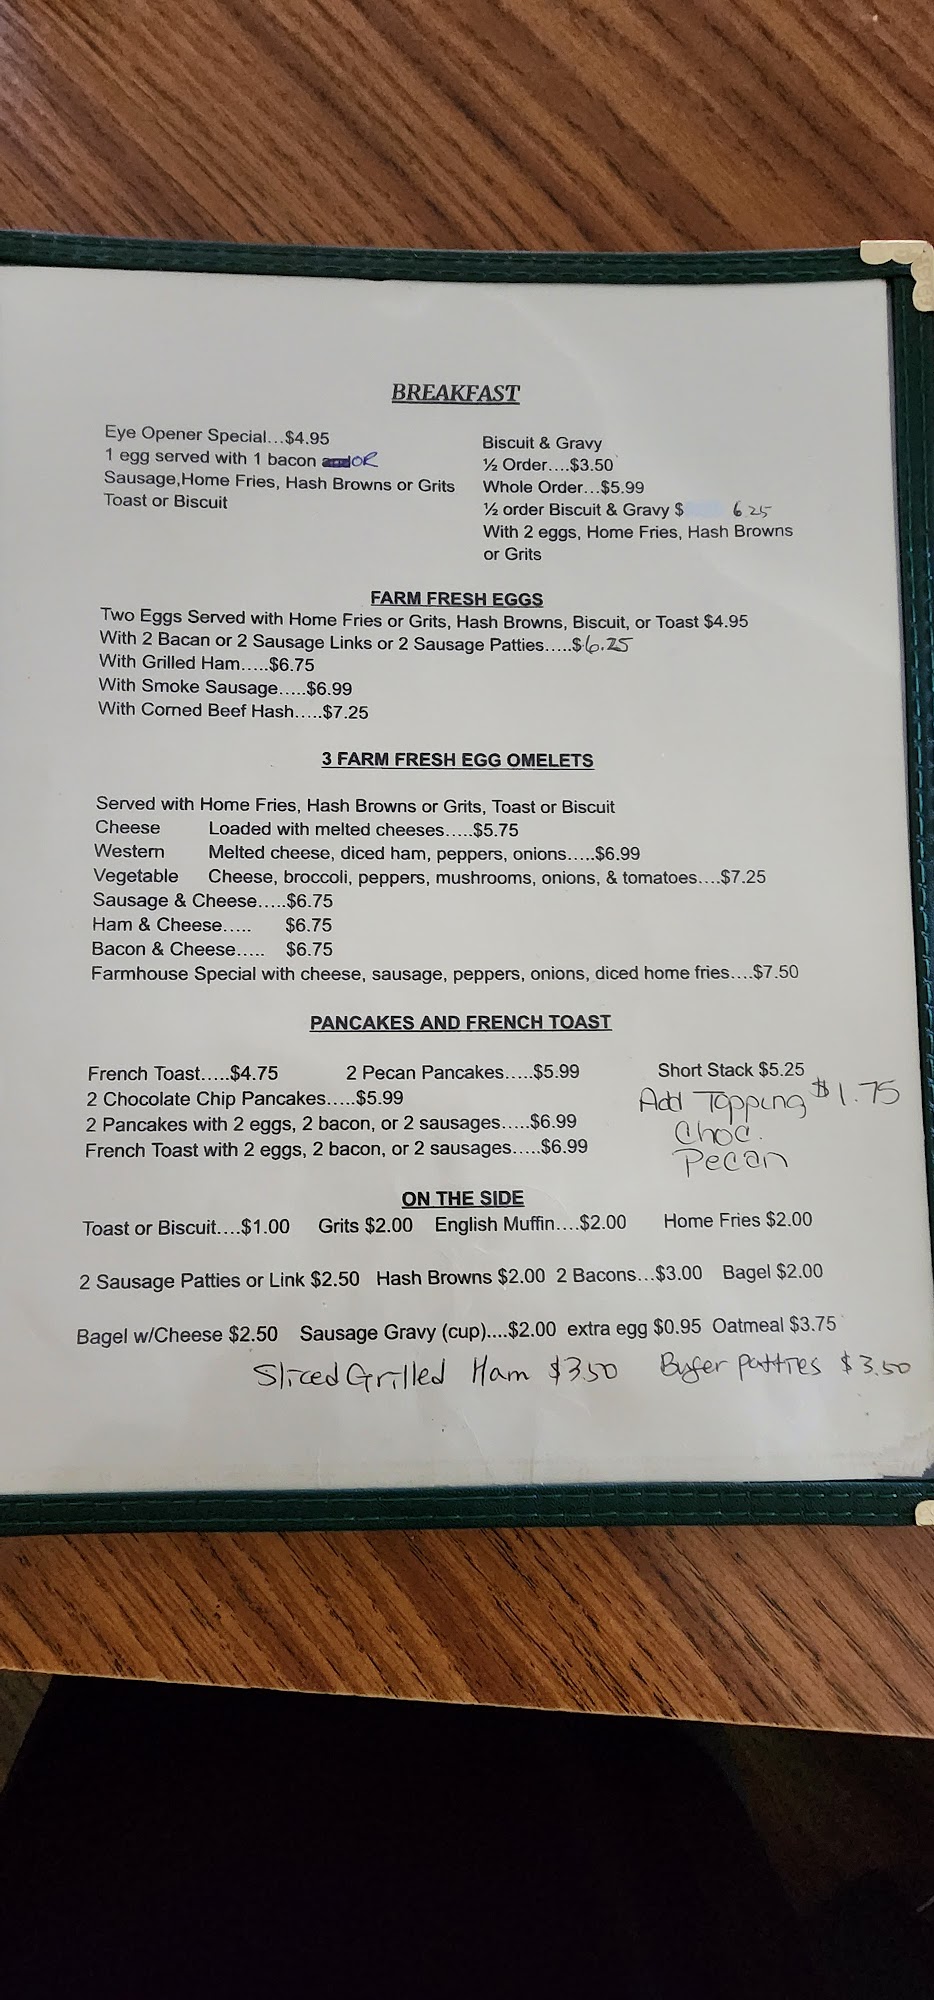 BREAKFAST
Eye Opener Special...$4.95
1 egg served with 1 bacon OR
Sausage,Home Fries, Hash Browns or Grits
Toast or Biscuit
Biscuit & Gravy
½ Order....$3.50
Whole Order...$5.99
½ order Biscuit & Gravy $ 6.25
With 2 eggs, Home Fries, Hash Browns
or Grits
FARM FRESH EGGS
Two Eggs Served with Home Fries or Grits, Hash Browns, Biscuit, or Toast $4.95
With 2 Bacan or 2 Sausage Links or 2 Sausage Patties.....$6.25
With Grilled Ham.....$6.75
With Smoke Sausage.....$6.99
With Corned Beef Hash.....$7.25
3 FARM FRESH EGG OMELETS
Served with Home Fries, Hash Browns or Grits, Toast or Biscuit
Cheese Loaded with melted cheeses.....$5.75
Western Melted cheese, diced ham, peppers, onions.....$6.99
Vegetable Cheese, broccoli, peppers, mushrooms, onions, & tomatoes....$7.25
Sausage & Cheese.....$6.75
Ham & Cheese..... $6.75
Bacon & Cheese..... $6.75
Farmhouse Special with cheese, sausage, peppers, onions, diced home fries....$7.50
PANCAKES AND FRENCH TOAST
French Toast.....$4.75 2 Pecan Pancakes.....$5.99 Short Stack $5.25
2 Chocolate Chip Pancakes.....$5.99
2 Pancakes with 2 eggs, 2 bacon, or 2 sausages.....$6.99
French Toast with 2 eggs, 2 bacon, or 2 sausages.....$6.99
Add Topping $1.75
Choc.
Pecan
ON THE SIDE
Toast or Biscuit....$1.00 Grits $2.00 English Muffin....$2.00 Home Fries $2.00
2 Sausage Patties or Link $2.50 Hash Browns $2.00 2 Bacons...$3.00 Bagel $2.00
Bagel w/Cheese $2.50 Sausage Gravy (cup)....$2.00 extra egg $0.95 Oatmeal $3.75
Sliced Grilled Ham $3.50 patties $3.50